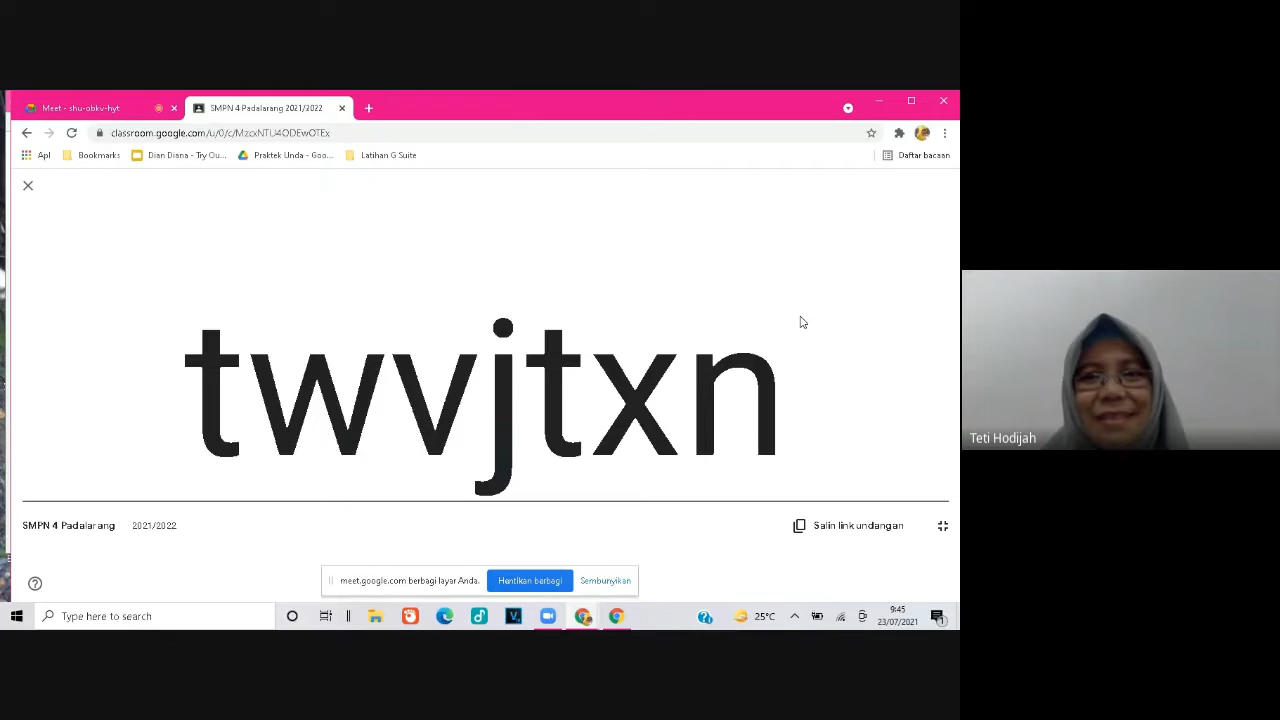 Meet - shu-obkv-hyt
SMPN 4 Padalarang 2021/2022
classroom.google.com/u/0/c/MzcxNTU4ODEwOTEx
Apl Bookmarks Dian Diana - Try Ou... Praktek Unda - Goo... Latihan G Suite Daftar bacaan
twvjtxn
SMPN 4 Padalarang 2021/2022 Salin link undangan
meet.google.com berbagi layar Anda. Hentikan berbagi Sembunyikan
Type here to search 25°C 9:45
23/07/2021
Teti Hodijah